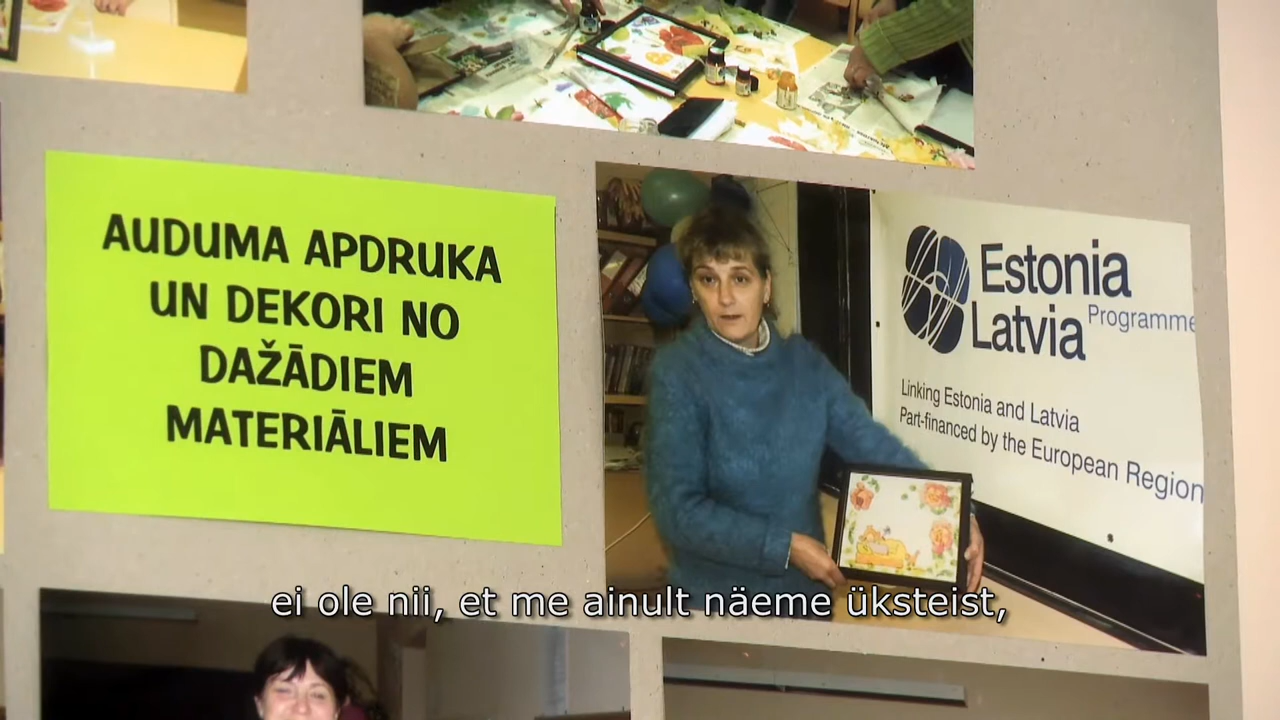 AUDUMA APDRUKA
UN DEKORI NO
DAŽĀDIEM
MATERIĀLIEM
Estonia
Latvia Programme
Linking Estonia and Latvia
Part-financed by the European Region
ei ole nii, et me ainult näeme üksteist,